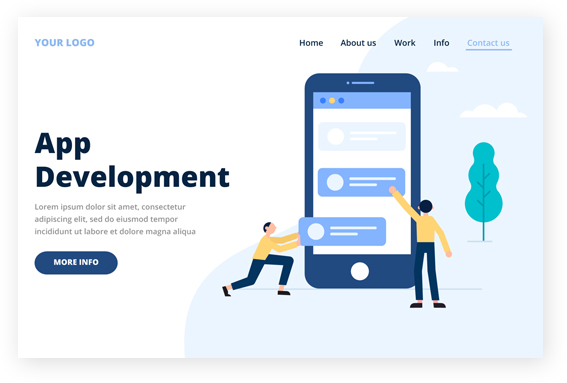 YOUR LOGO
Home About us Work Info Contact us
App
Development
Lorem ipsum dolor sit amet, consectetur
adipiscing elit, sed do eiusmod tempor
incididunt ut labore et dolore magna aliqua
MORE INFO